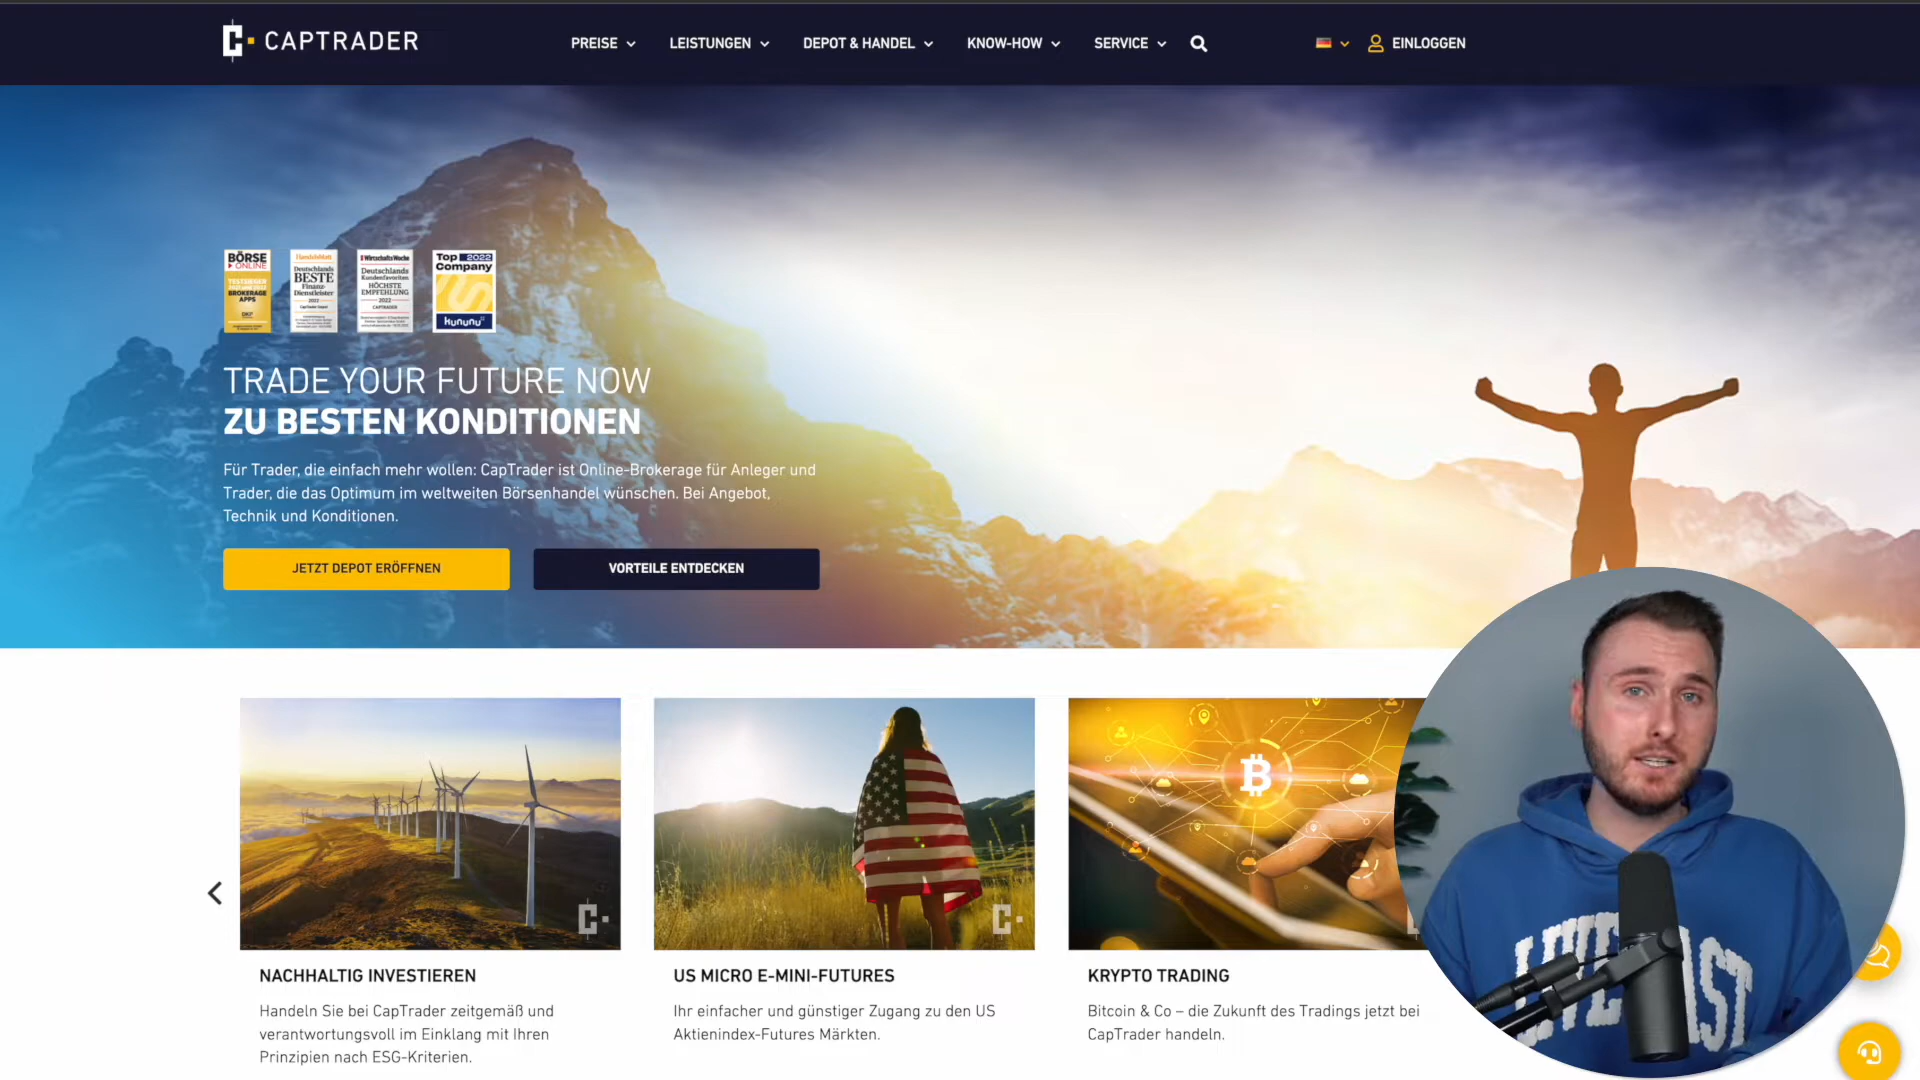 CAPTRADER
PREISE
LEISTUNGEN
DEPOT & HANDEL
KNOW-HOW
SERVICE
EINLOGGEN
BÖRSE
ONLINE
BROKERAGE
APPS
Handelsblatt
Deutschlands
BESTE
Finanz-
Dienstleister
2022
WirtschaftsWoche
Deutschlands
Kundenfavoriten
HÖCHSTE
EMPFEHLUNG
2022
CAPTRADER
Top 2022
Company
kununu
TRADE YOUR FUTURE NOW
ZU BESTEN KONDITIONEN
Für Trader, die einfach mehr wollen: CapTrader ist Online-Brokerage für Anleger und
Trader, die das Optimum im weltweiten Börsenhandel wünschen. Bei Angebot,
Technik und Konditionen.
JETZT DEPOT ERÖFFNEN
VORTEILE ENTDECKEN
NACHHALTIG INVESTIEREN
Handeln Sie bei CapTrader zeitgemäß und
verantwortungsvoll im Einklang mit Ihren
Prinzipien nach ESG-Kriterien.
US MICRO E-MINI-FUTURES
Ihr einfacher und günstiger Zugang zu den US
Aktienindex-Futures Märkten.
KRYPTO TRADING
Bitcoin & Co – die Zukunft des Tradings jetzt bei
CapTrader handeln.